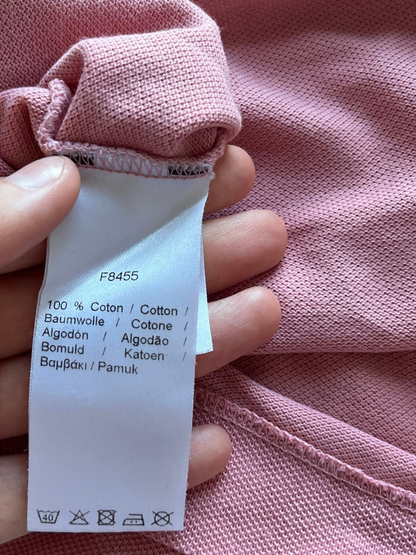 F8455
100 % Coton / Cotton /
Baumwolle / Cotone /
Algodón / Algodão /
Bomuld / Katoen /
Βαμβάκι / Pamuk
40